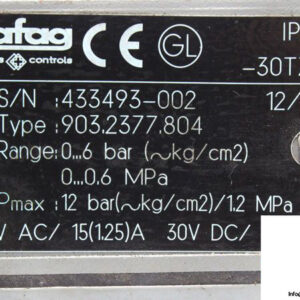 afag CE GL IP
controls -30T
S/N :433493-002 12/
Type :903.2377.804
Range:0...6 bar (~kg/cm2)
0...0.6 MPa
Pmax : 12 bar(~kg/cm2)/1.2 MPa
V AC/ 15(1.25)A 30V DC/